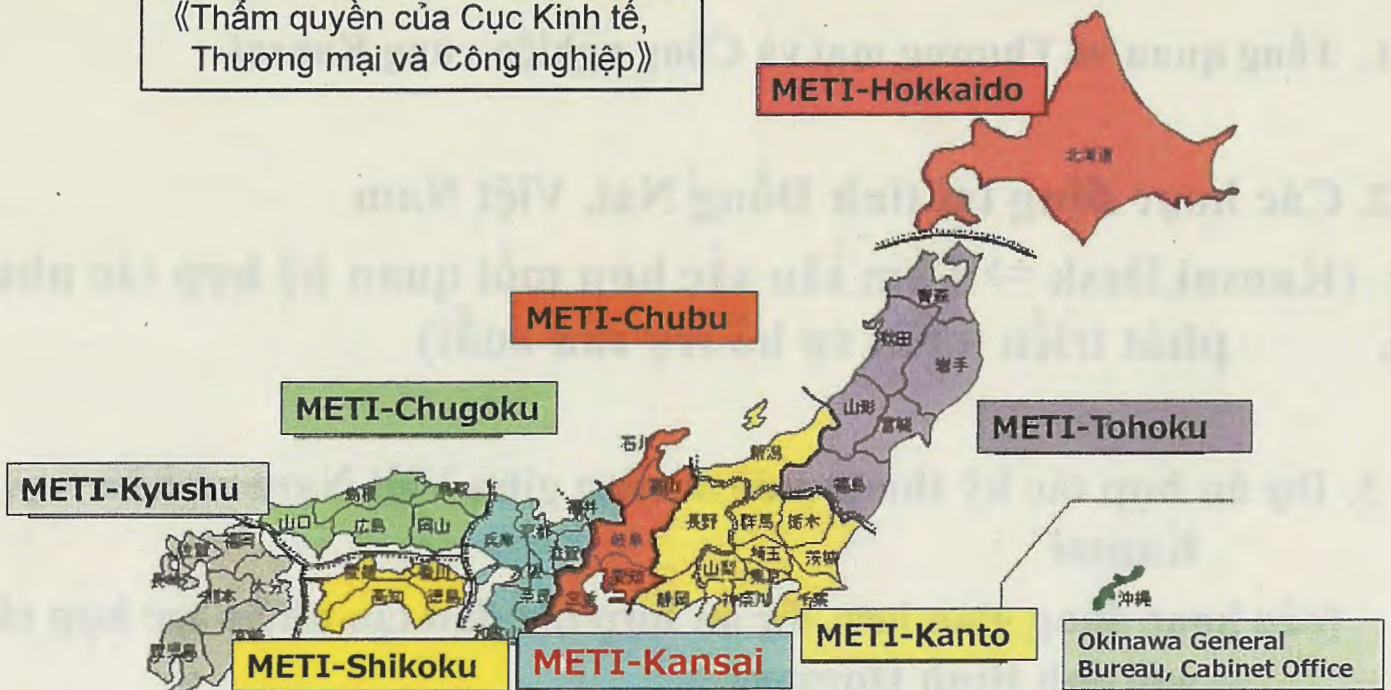 《Thẩm quyền của Cục Kinh tế,
Thương mại và Công nghiệp》
METI-Hokkaido
北海道
METI-Chubu
青森
秋田
岩手
METI-Chugoku
山形
宮城
METI-Tohoku
石川
新潟
富山
福島
METI-Kyushu
島根
鳥取
福井
長野
群馬
栃木
山口
広島
岡山
兵庫
京都
岐阜
埼玉
茨城
佐賀
福岡
滋賀
山梨
東京
長崎
大分
愛媛
香川
愛知
熊本
高知
徳島
奈良
三重
静岡
神奈川
千葉
沖縄
宮崎
和歌山
鹿児島
METI-Shikoku
METI-Kansai
METI-Kanto
Okinawa General
Bureau, Cabinet Office